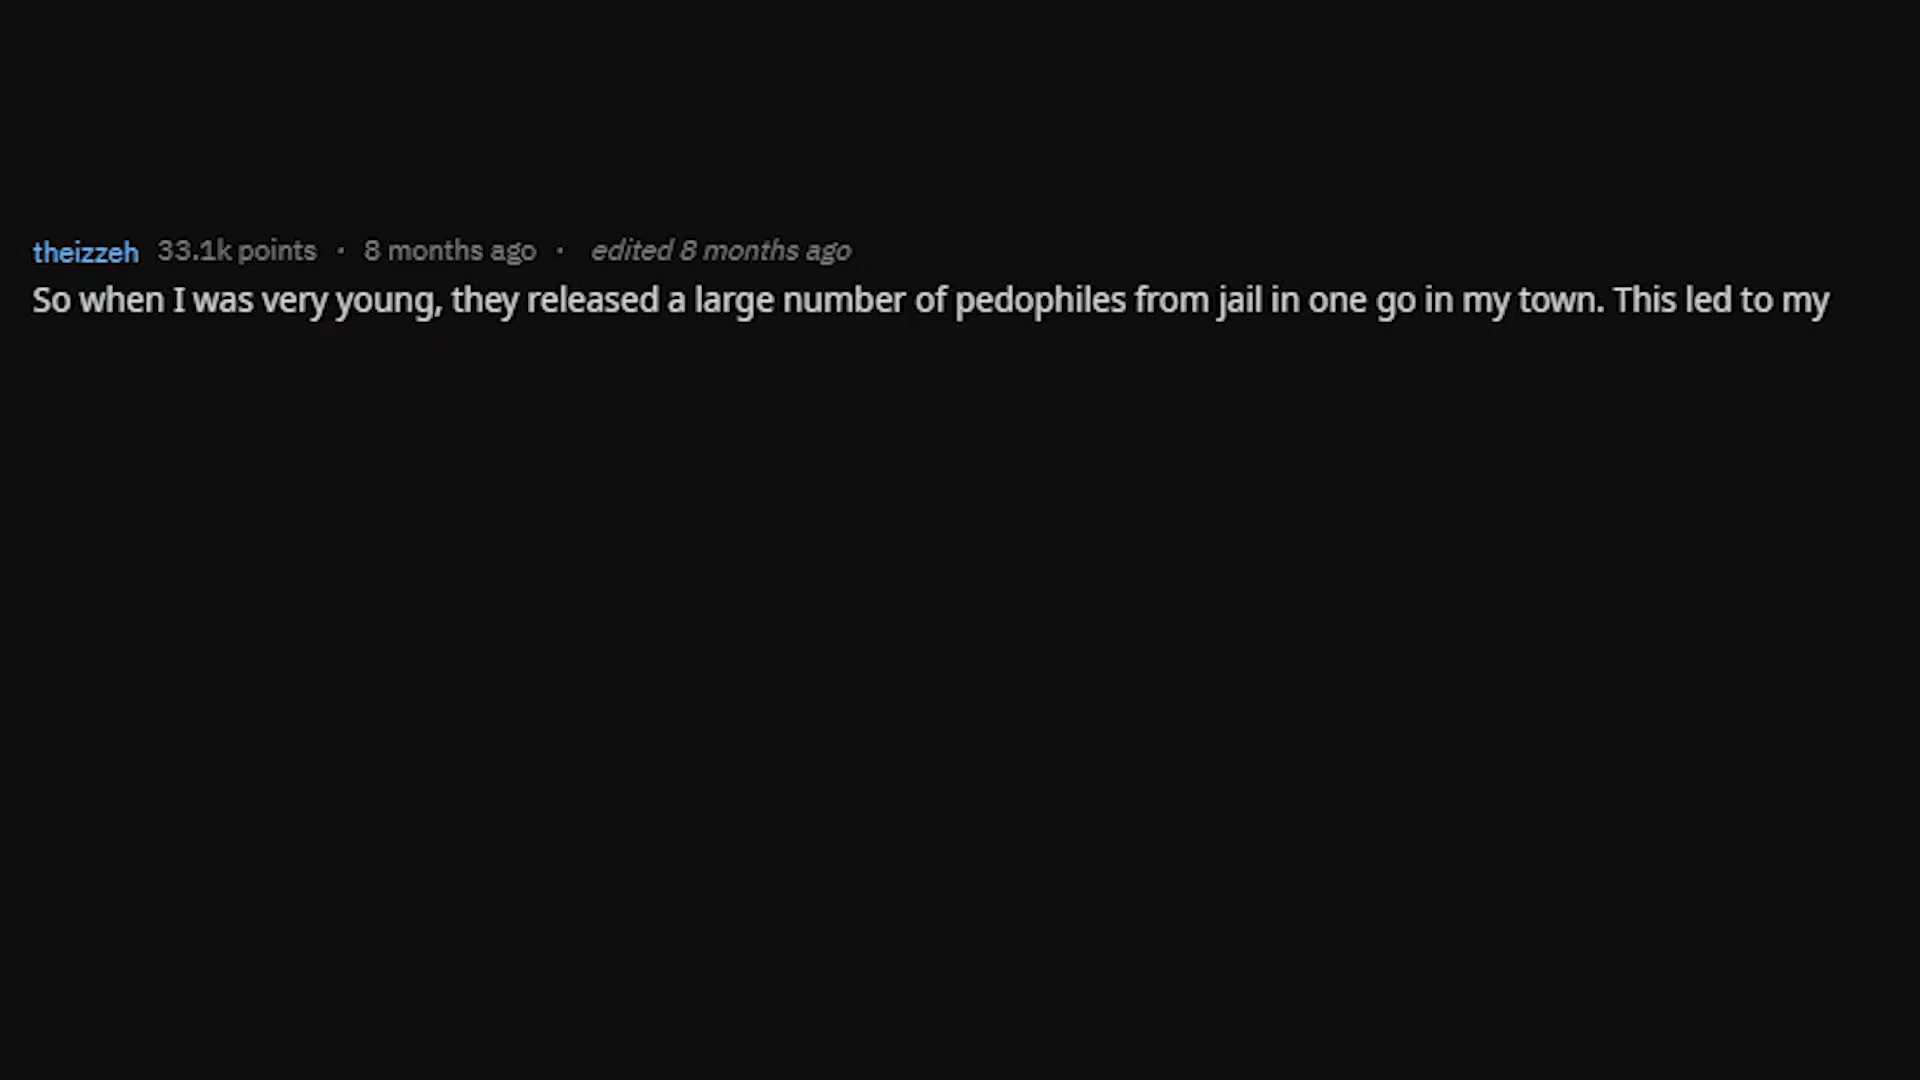 theizzeh 33.1k points · 8 months ago · edited 8 months ago
So when I was very young, they released a large number of pedophiles from jail in one go in my town. This led to my